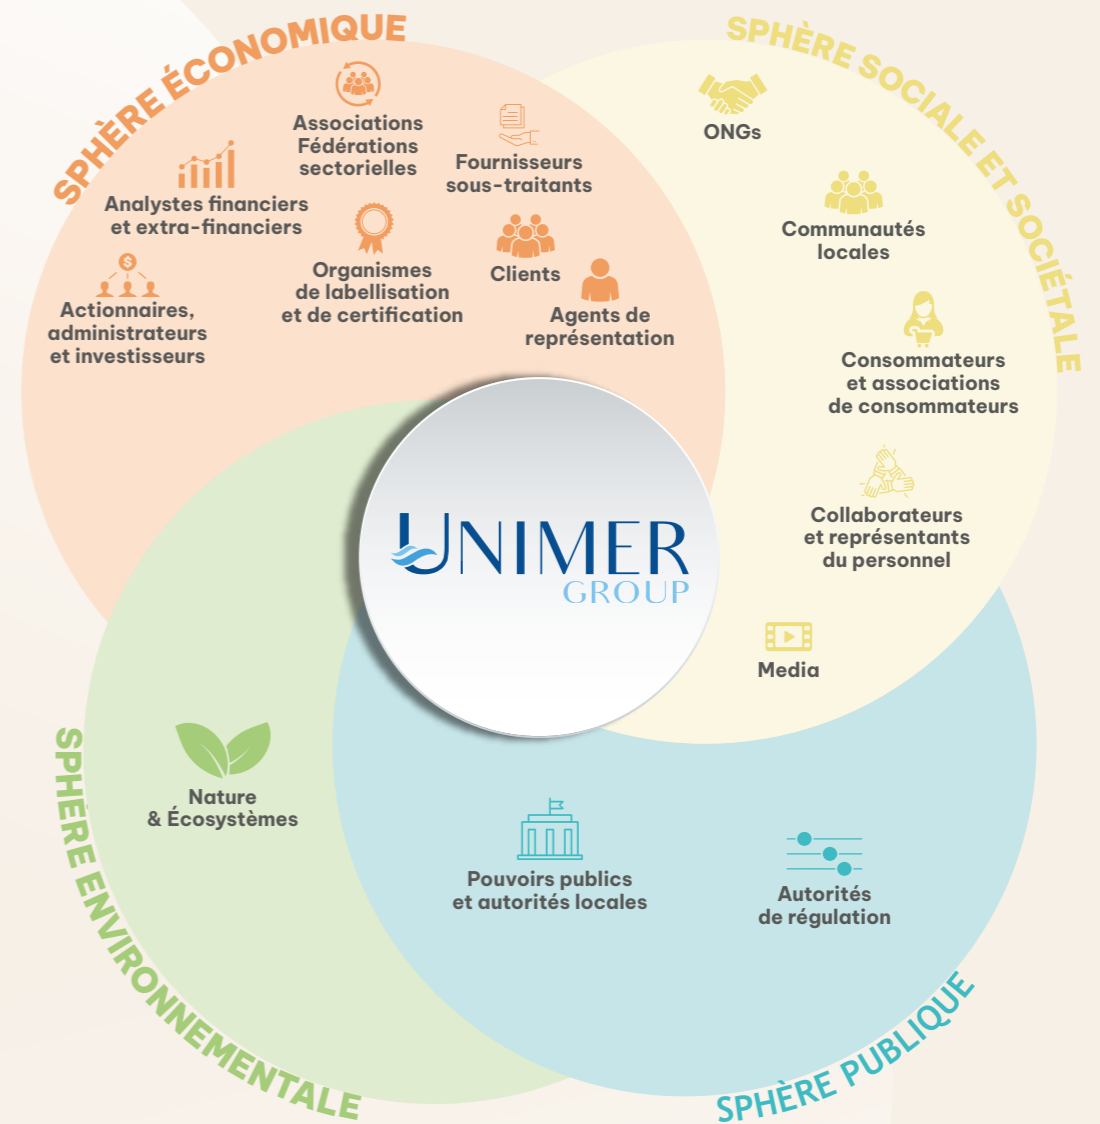 SPHÈRE ÉCONOMIQUE
Associations
Fédérations
sectorielles
Fournisseurs
sous-traitants
Analystes financiers
et extra-financiers
Organismes
de labellisation
et de certification
Clients
Actionnaires,
administrateurs
et investisseurs
Agents de
représentation
SPHÈRE SOCIALE ET SOCIÉTALE
ONGs
Communautés
locales
Consommateurs
et associations
de consommateurs
Collaborateurs
et représentants
du personnel
Media
UNIMER
GROUP
SPHÈRE ENVIRONNEMENTALE
Nature
& Écosystèmes
Pouvoirs publics
et autorités locales
Autorités
de régulation
SPHÈRE PUBLIQUE